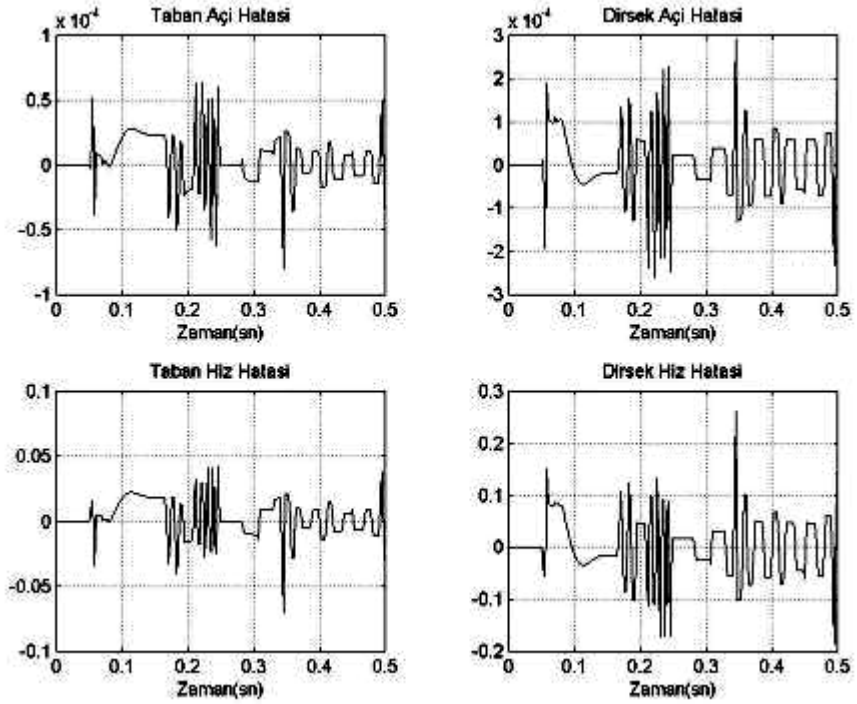 Taban Açi Hatasi
x 10⁻⁴
1
0.5
0
-0.5
-1
0 0.1 0.2 0.3 0.4 0.5
Zaman(sn)
Dirsek Açi Hatasi
x 10⁻⁴
3
2
1
0
-1
-2
-3
0 0.1 0.2 0.3 0.4 0.5
Zaman(sn)
Taban Hiz Hatasi
0.1
0.05
0
-0.05
-0.1
0 0.1 0.2 0.3 0.4 0.5
Zaman(sn)
Dirsek Hiz Hatasi
0.3
0.2
0.1
0
-0.1
-0.2
0 0.1 0.2 0.3 0.4 0.5
Zaman(sn)